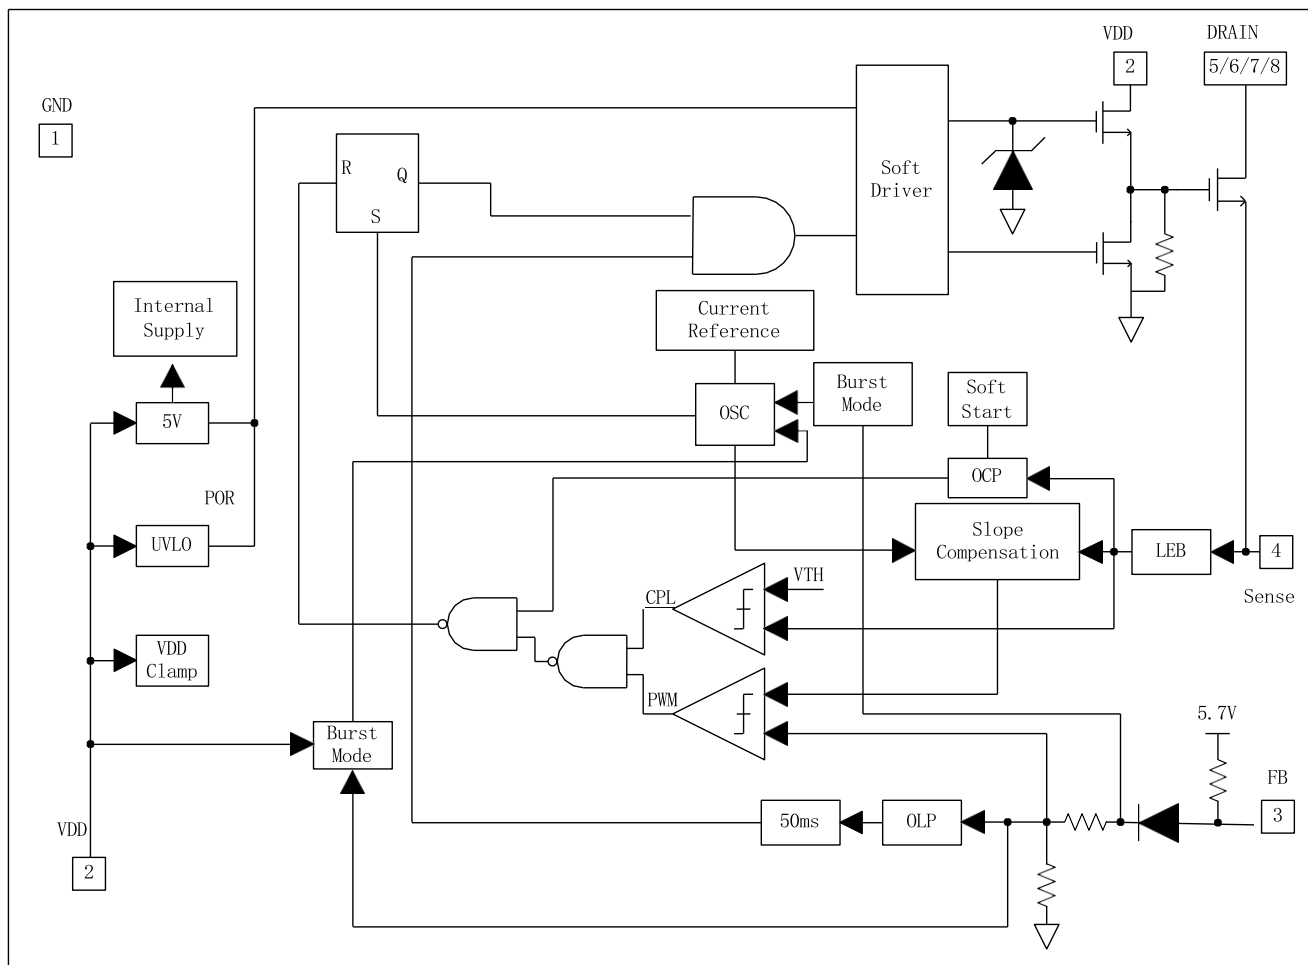 VDD
DRAIN
2
5/6/7/8
GND
1
R
Q
S
Soft
Driver
Internal
Supply
Current
Reference
5V
OSC
Burst
Mode
Soft
Start
POR
OCP
UVLO
Slope
Compensation
LEB
4
Sense
VTH
CPL
VDD
Clamp
PWM
Burst
Mode
5.7V
FB
3
VDD
2
50ms
OLP